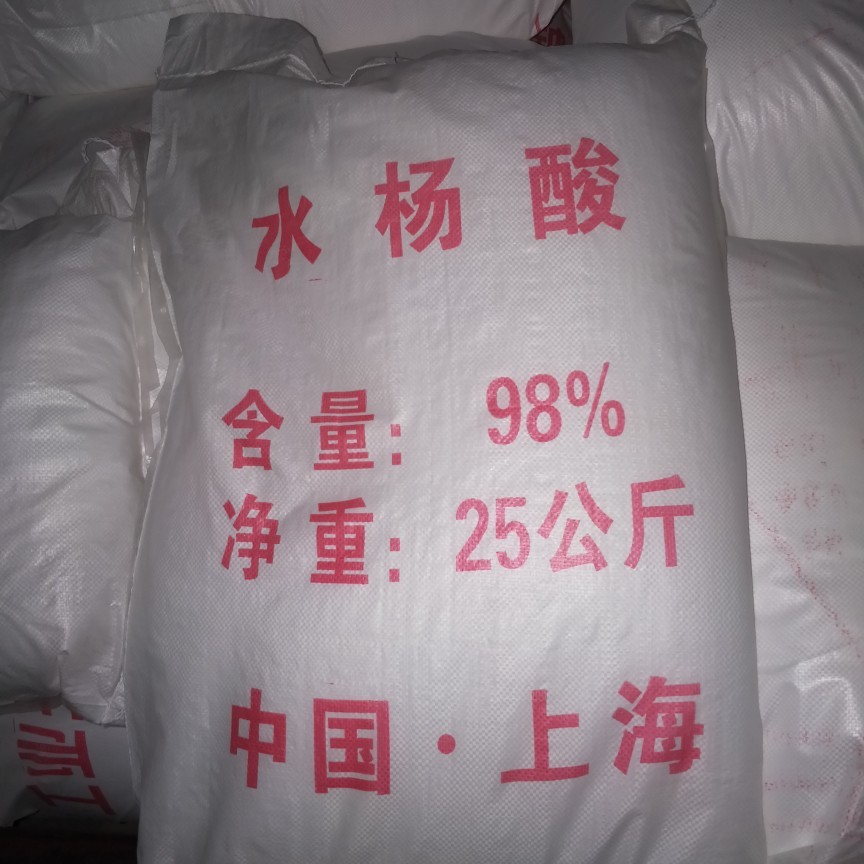 水杨酸
含量: 98%
净重: 25公斤
中国·上海